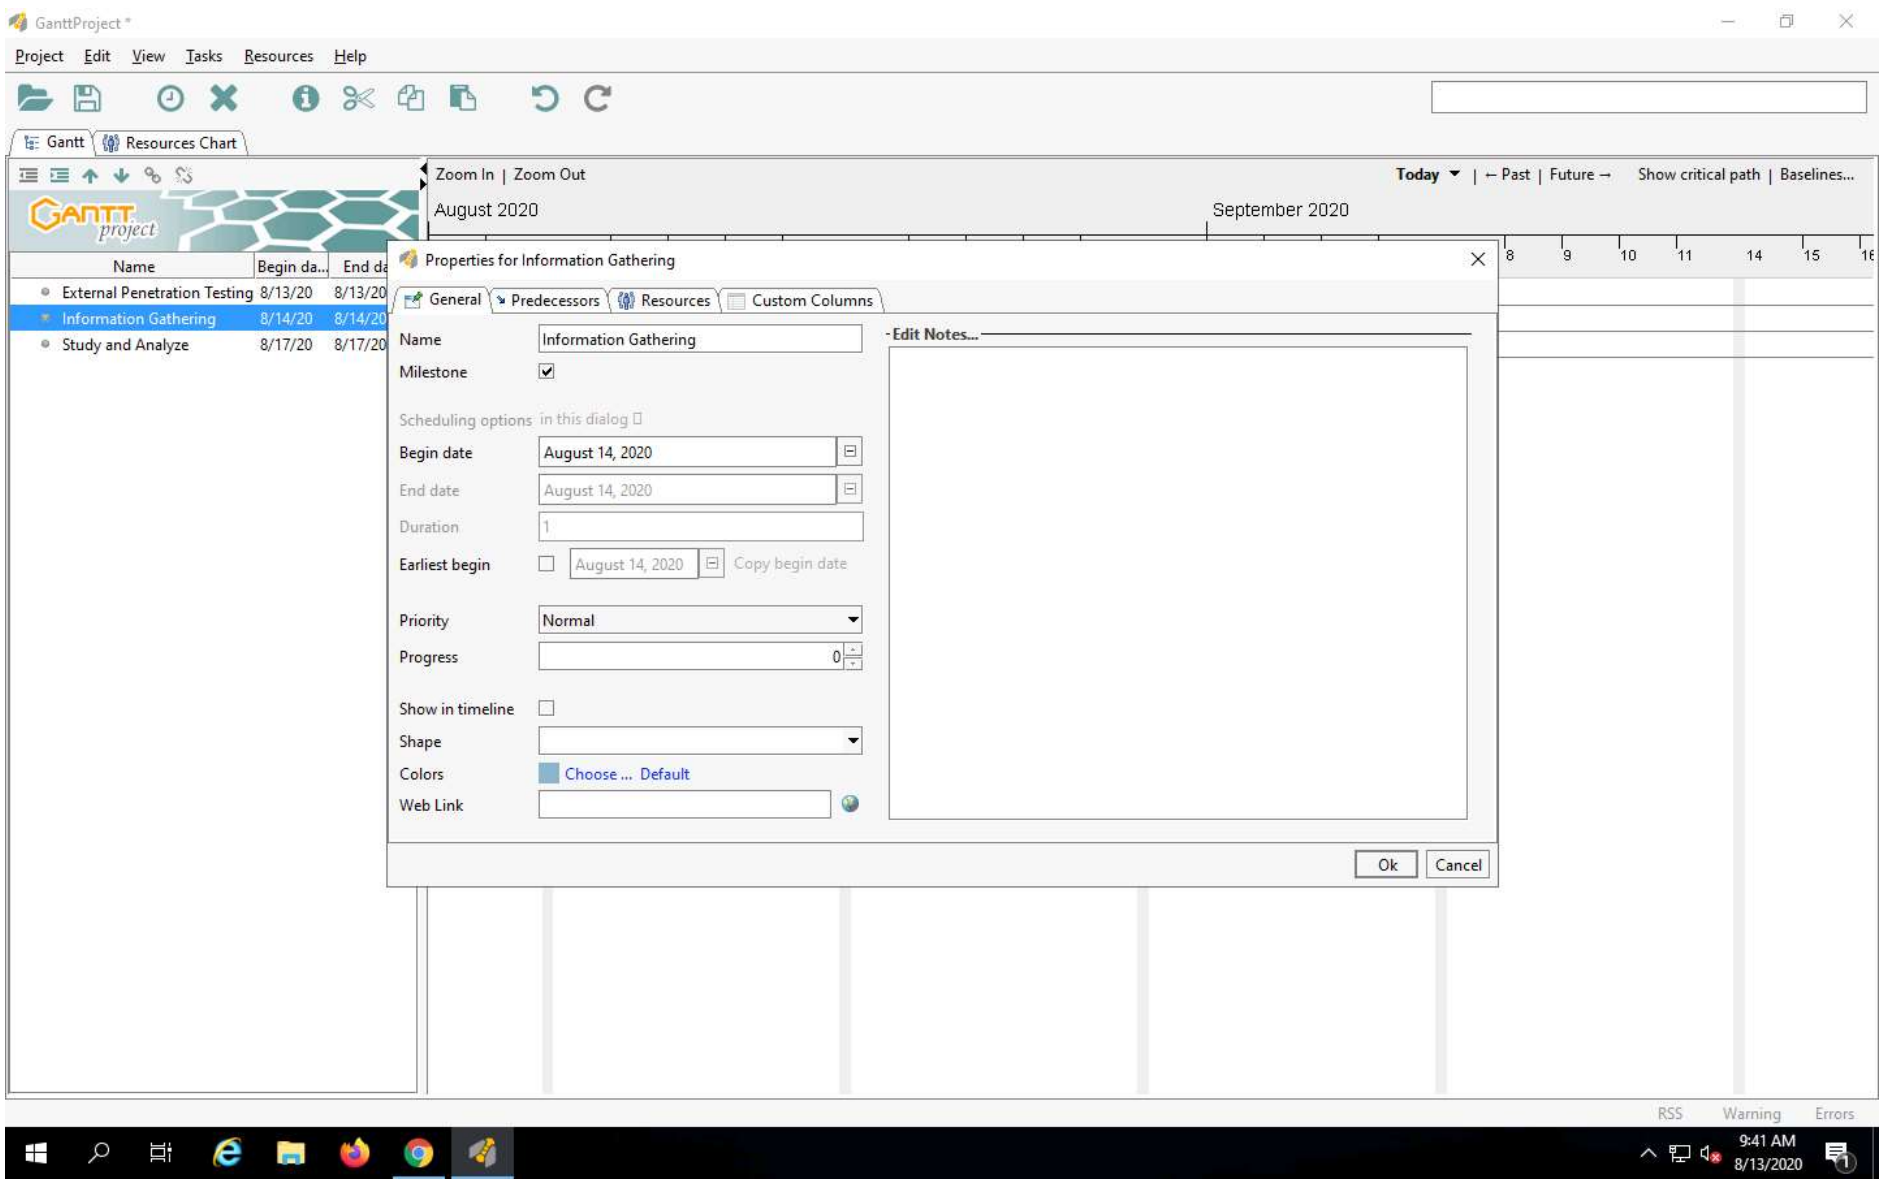 GanttProject *
Project Edit View Tasks Resources Help
Gantt Resources Chart
Zoom In | Zoom Out Today | ← Past | Future → Show critical path | Baselines...
GANTT project
August 2020 September 2020
8 9 10 11 14 15 16
Name Begin da... End da
External Penetration Testing 8/13/20 8/13/20
Information Gathering 8/14/20 8/14/20
Study and Analyze 8/17/20 8/17/20
Properties for Information Gathering
General Predecessors Resources Custom Columns
Name Information Gathering
Milestone
Scheduling options in this dialog
Begin date August 14, 2020
End date August 14, 2020
Duration 1
Earliest begin August 14, 2020 Copy begin date
Priority Normal
Progress 0
Show in timeline
Shape
Colors Choose ... Default
Web Link
Edit Notes...
Ok Cancel
RSS Warning Errors
9:41 AM
8/13/2020
1